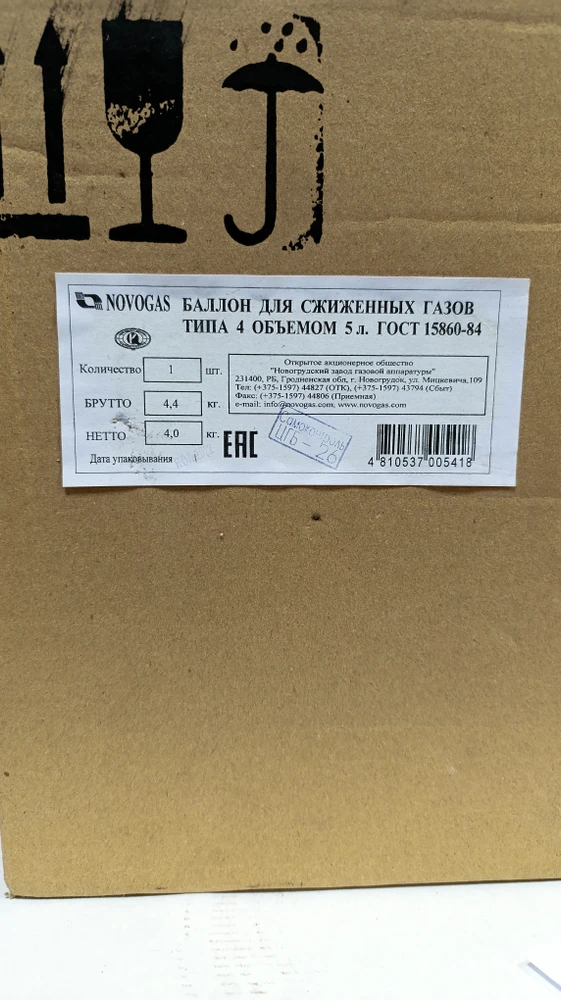 NOVOGAS БАЛЛОН ДЛЯ СЖИЖЕННЫХ ГАЗОВ
ТИПА 4 ОБЪЕМОМ 5 л. ГОСТ 15860-84
Количество 1 шт.
БРУТТО 4,4 кг.
НЕТТО 4,0 кг.
Дата упаковывания
Открытое акционерное общество
"Новогрудский завод газовой аппаратуры"
231400, РБ, Гродненская обл, г. Новогрудок, ул. Мицкевича,109
Тел: (+375-1597) 44827 (ОТК), (+375-1597) 43794 (Сбыт)
Факс: (+375-1597) 44806 (Приемная)
e-mail: info@novogas.com, www.novogas.com
EAC
Самоконтроль
ЦГБ - 26
4 810537 005418